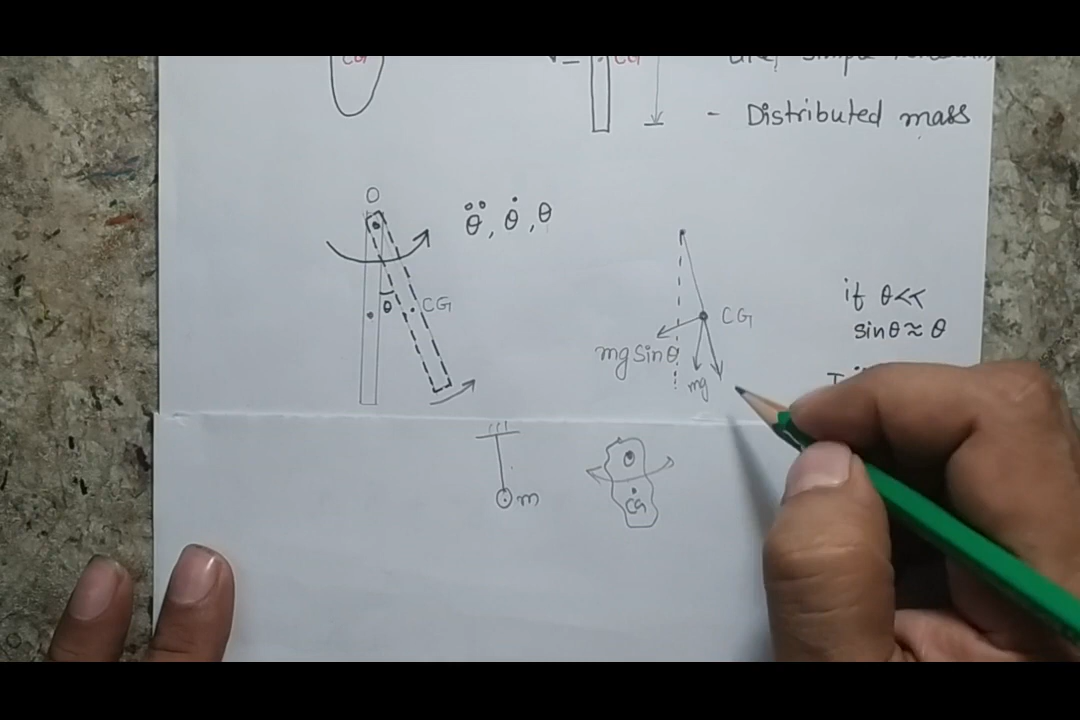 CG
CG
- Distributed mass
O
θ̈, θ̇, θ
θ
CG
CG
mg sinθ
mg
if θ<<
sinθ ≈ θ
m
CG